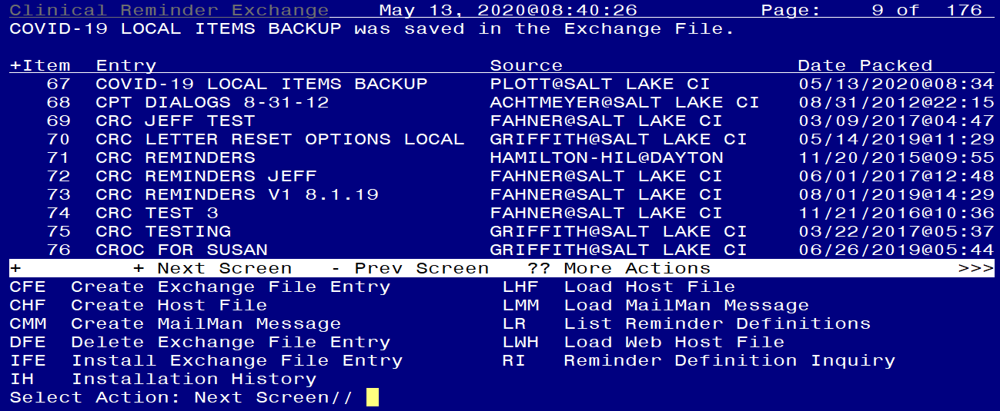 Clinical Reminder Exchange    May 13, 2020@08:40:26    Page:    9 of  176
COVID-19 LOCAL ITEMS BACKUP was saved in the Exchange File.
+Item  Entry    Source    Date Packed
67  COVID-19 LOCAL ITEMS BACKUP    PLOTT@SALT LAKE CI    05/13/2020@08:34
68  CPT DIALOGS 8-31-12    ACHTMEYER@SALT LAKE CI    08/31/2012@22:15
69  CRC JEFF TEST    FAHNER@SALT LAKE CI    03/09/2017@04:47
70  CRC LETTER RESET OPTIONS LOCAL    GRIFFITH@SALT LAKE CI    05/14/2019@11:29
71  CRC REMINDERS    HAMILTON-HIL@DAYTON    11/20/2015@09:55
72  CRC REMINDERS JEFF    FAHNER@SALT LAKE CI    06/01/2017@12:48
73  CRC REMINDERS V1 8.1.19    FAHNER@SALT LAKE CI    08/01/2019@14:29
74  CRC TEST 3    FAHNER@SALT LAKE CI    11/21/2016@10:36
75  CRC TESTING    GRIFFITH@SALT LAKE CI    03/22/2017@05:37
76  CROC FOR SUSAN    GRIFFITH@SALT LAKE CI    06/26/2019@05:44
+    + Next Screen   - Prev Screen   ?? More Actions    >>>
CFE  Create Exchange File Entry    LHF  Load Host File
CHF  Create Host File    LMM  Load MailMan Message
CMM  Create MailMan Message    LR   List Reminder Definitions
DFE  Delete Exchange File Entry    LWH  Load Web Host File
IFE  Install Exchange File Entry    RI   Reminder Definition Inquiry
IH   Installation History
Select Action: Next Screen//